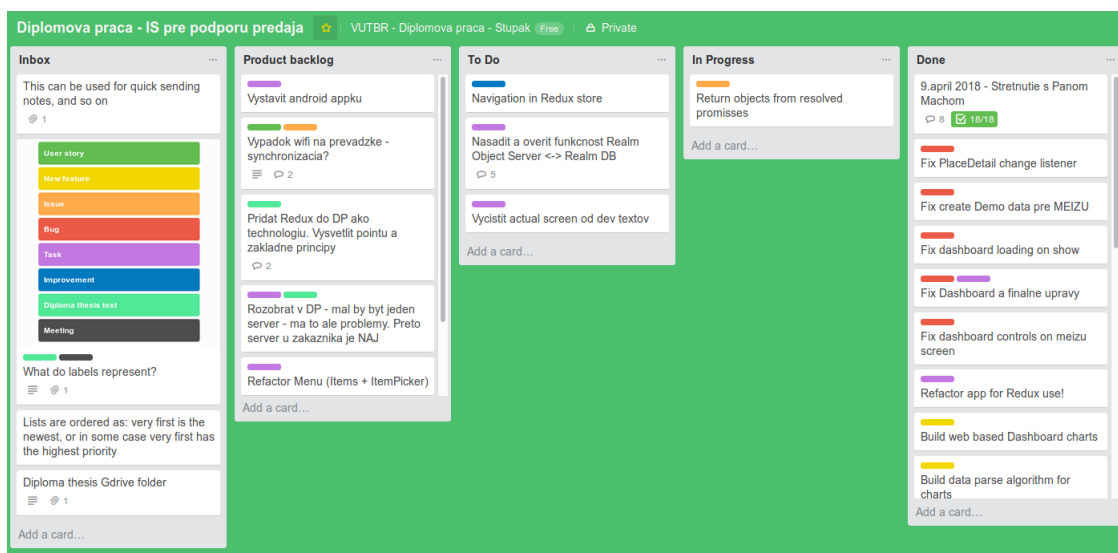 Diplomova praca - IS pre podporu predaja
VUTBR - Diplomova praca - Stupak Free
Private
Inbox
This can be used for quick sending
notes, and so on
1
User story
New feature
Issue
Bug
Task
Improvement
Diploma thesis text
Meeting
What do labels represent?
1
Lists are ordered as: very first is the
newest, or in some case very first has
the highest priority
Diploma thesis Gdrive folder
1
Add a card…
Product backlog
Vystavit android appku
Vypadok wifi na prevadzke -
synchronizacia?
2
Pridat Redux do DP ako
technologiu. Vysvetlit pointu a
zakladne principy
2
Rozobrat v DP - mal by byt jeden
server - ma to ale problemy. Preto
server u zakaznika je NAJ
Refactor Menu (Items + ItemPicker)
Add a card…
To Do
Navigation in Redux store
Nasadit a overit funkcnost Realm
Object Server <-> Realm DB
5
Vycistit actual screen od dev textov
Add a card…
In Progress
Return objects from resolved
promisses
Add a card…
Done
9.april 2018 - Stretnutie s Panom
Machom
8 18/18
Fix PlaceDetail change listener
Fix create Demo data pre MEIZU
Fix dashboard loading on show
Fix Dashboard a finalne upravy
Fix dashboard controls on meizu
screen
Refactor app for Redux use!
Build web based Dashboard charts
Build data parse algorithm for
charts
Add a card…